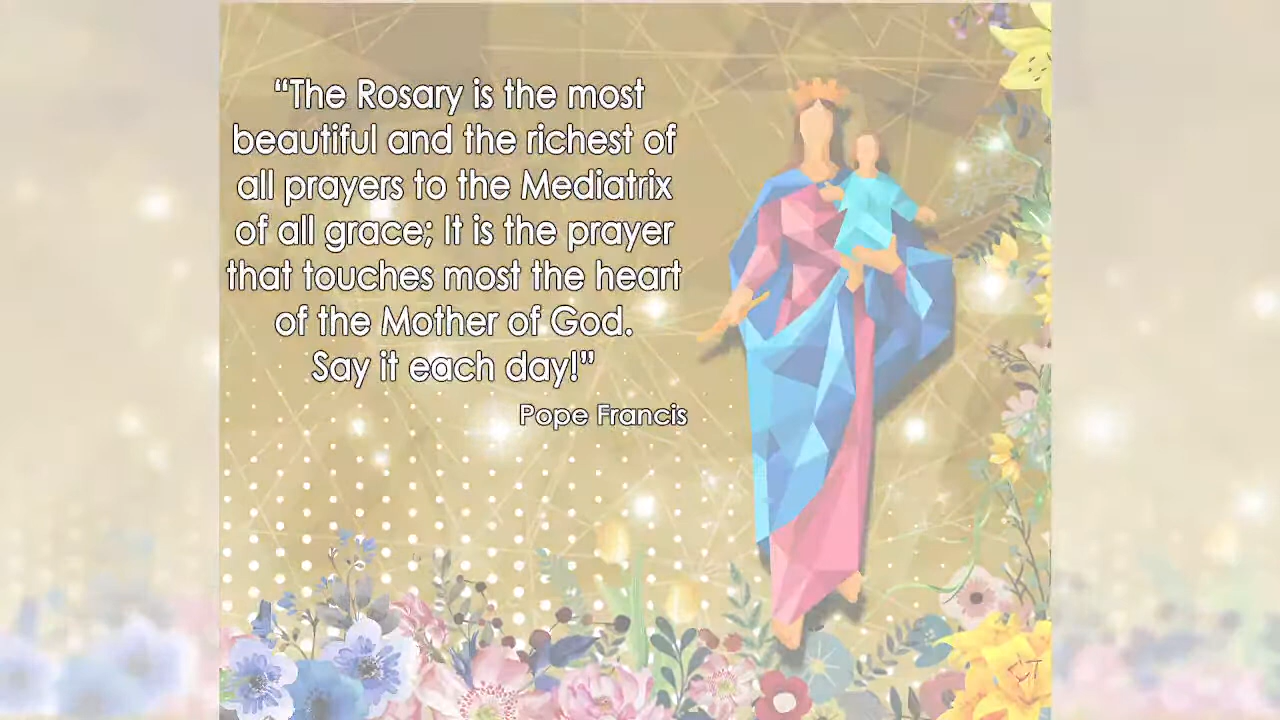 “The Rosary is the most
beautiful and the richest of
all prayers to the Mediatrix
of all grace; It is the prayer
that touches most the heart
of the Mother of God.
Say it each day!”
Pope Francis
CT